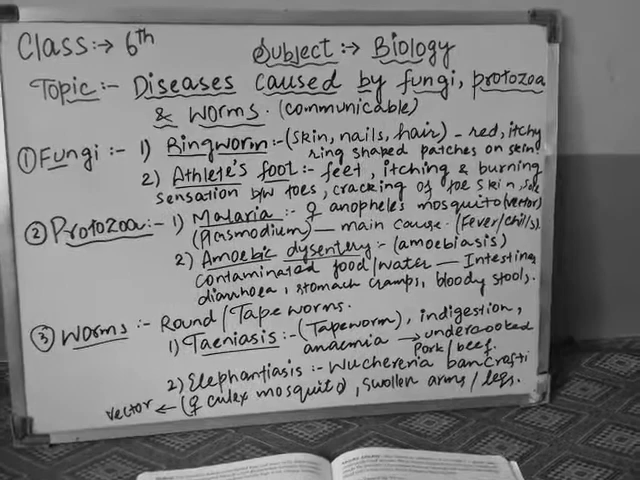 Class:→ 6th Subject :→ Biology
Topic:- Diseases caused by fungi, protozoa
& worms. (communicable)
① Fungi :- 1) Ringworm:-(skin, nails, hair) - red, itchy
ring shaped patches on skin
2) Athlete's foot:- feet, itching & burning
sensation b/w toes, cracking of toe skin, sole
② Protozoa:- 1) Malaria:- ♀ anopheles mosquito (vector)
(plasmodium) — main cause. (Fever/chills).
2) Amoebic dysentery:- (amoebiasis)
contaminated food/water — Intestine,
diarrhoea, stomach cramps, bloody stools.
③ Worms :- Round / Tape worms.
1) Taeniasis :- (Tapeworm), indigestion,
anaemia → undercooked
pork/beef.
2) Elephantiasis :- Wuchereria bancrofti
vector ← (♀ culex mosquito), swollen arms / legs.